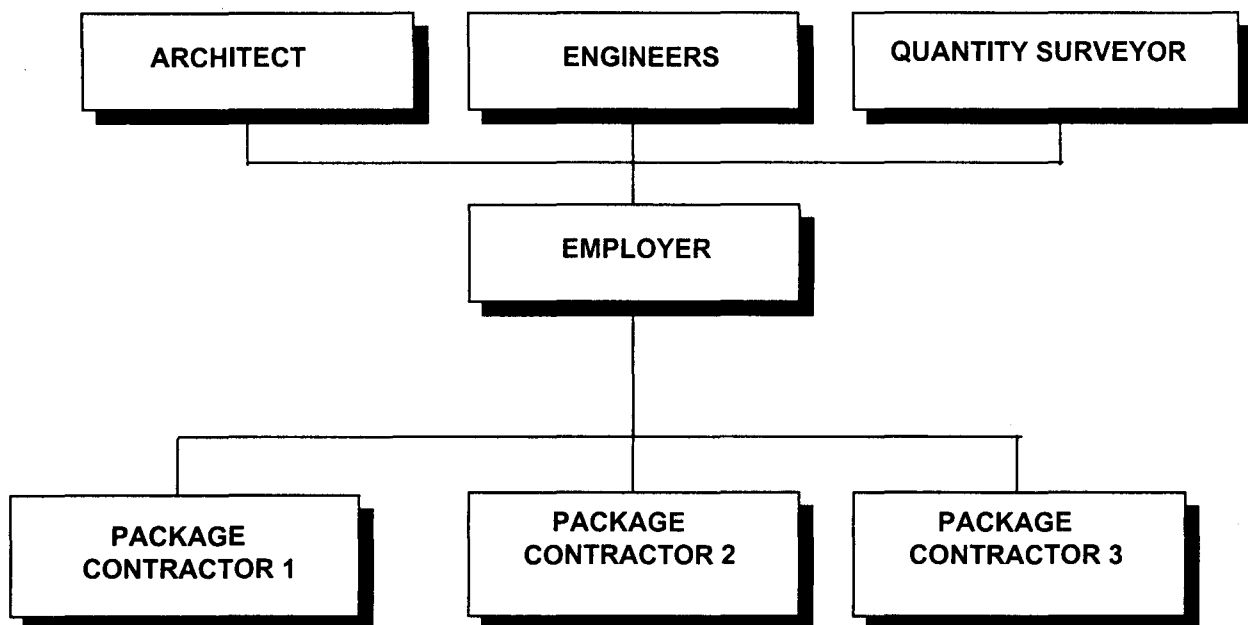 ARCHITECT
ENGINEERS
QUANTITY SURVEYOR
EMPLOYER
PACKAGE
CONTRACTOR 1
PACKAGE
CONTRACTOR 2
PACKAGE
CONTRACTOR 3